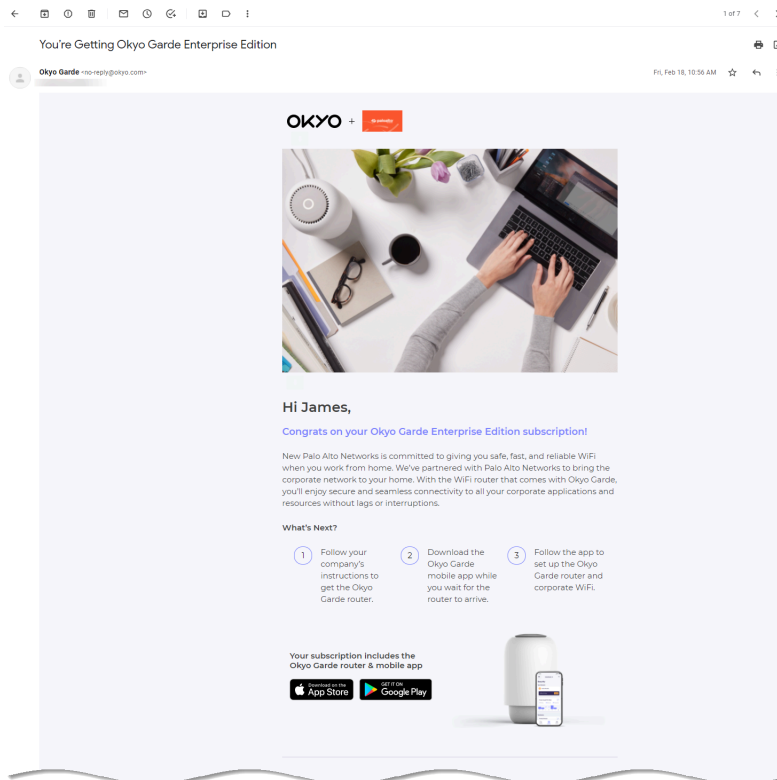 1 of 7
You're Getting Okyo Garde Enterprise Edition
Okyo Garde <no-reply@okyo.com>
Fri, Feb 18, 10:56 AM
OKYO +
Hi James,
Congrats on your Okyo Garde Enterprise Edition subscription!
New Palo Alto Networks is committed to giving you safe, fast, and reliable WiFi
when you work from home. We've partnered with Palo Alto Networks to bring the
corporate network to your home. With the WiFi router that comes with Okyo Garde,
you'll enjoy secure and seamless connectivity to all your corporate applications and
resources without lags or interruptions.
What's Next?
1
Follow your
company's
instructions to
get the Okyo
Garde router.
2
Download the
Okyo Garde
mobile app while
you wait for the
router to arrive.
3
Follow the app to
set up the Okyo
Garde router and
corporate WiFi.
Your subscription includes the
Okyo Garde router & mobile app
Download on the
App Store
GET IT ON
Google Play